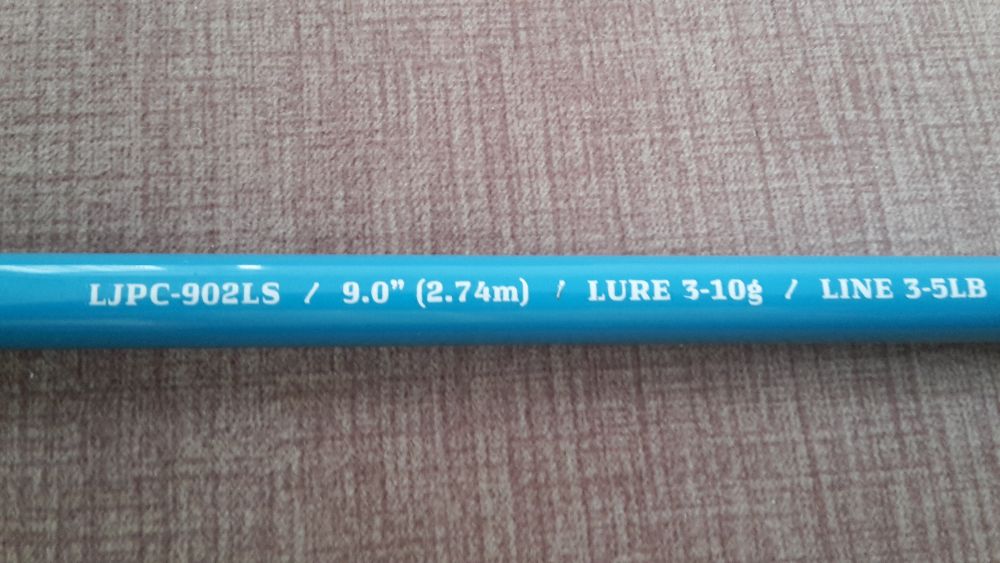 LJPC-902LS / 9.0" (2.74m) / LURE 3-10g / LINE 3-5LB